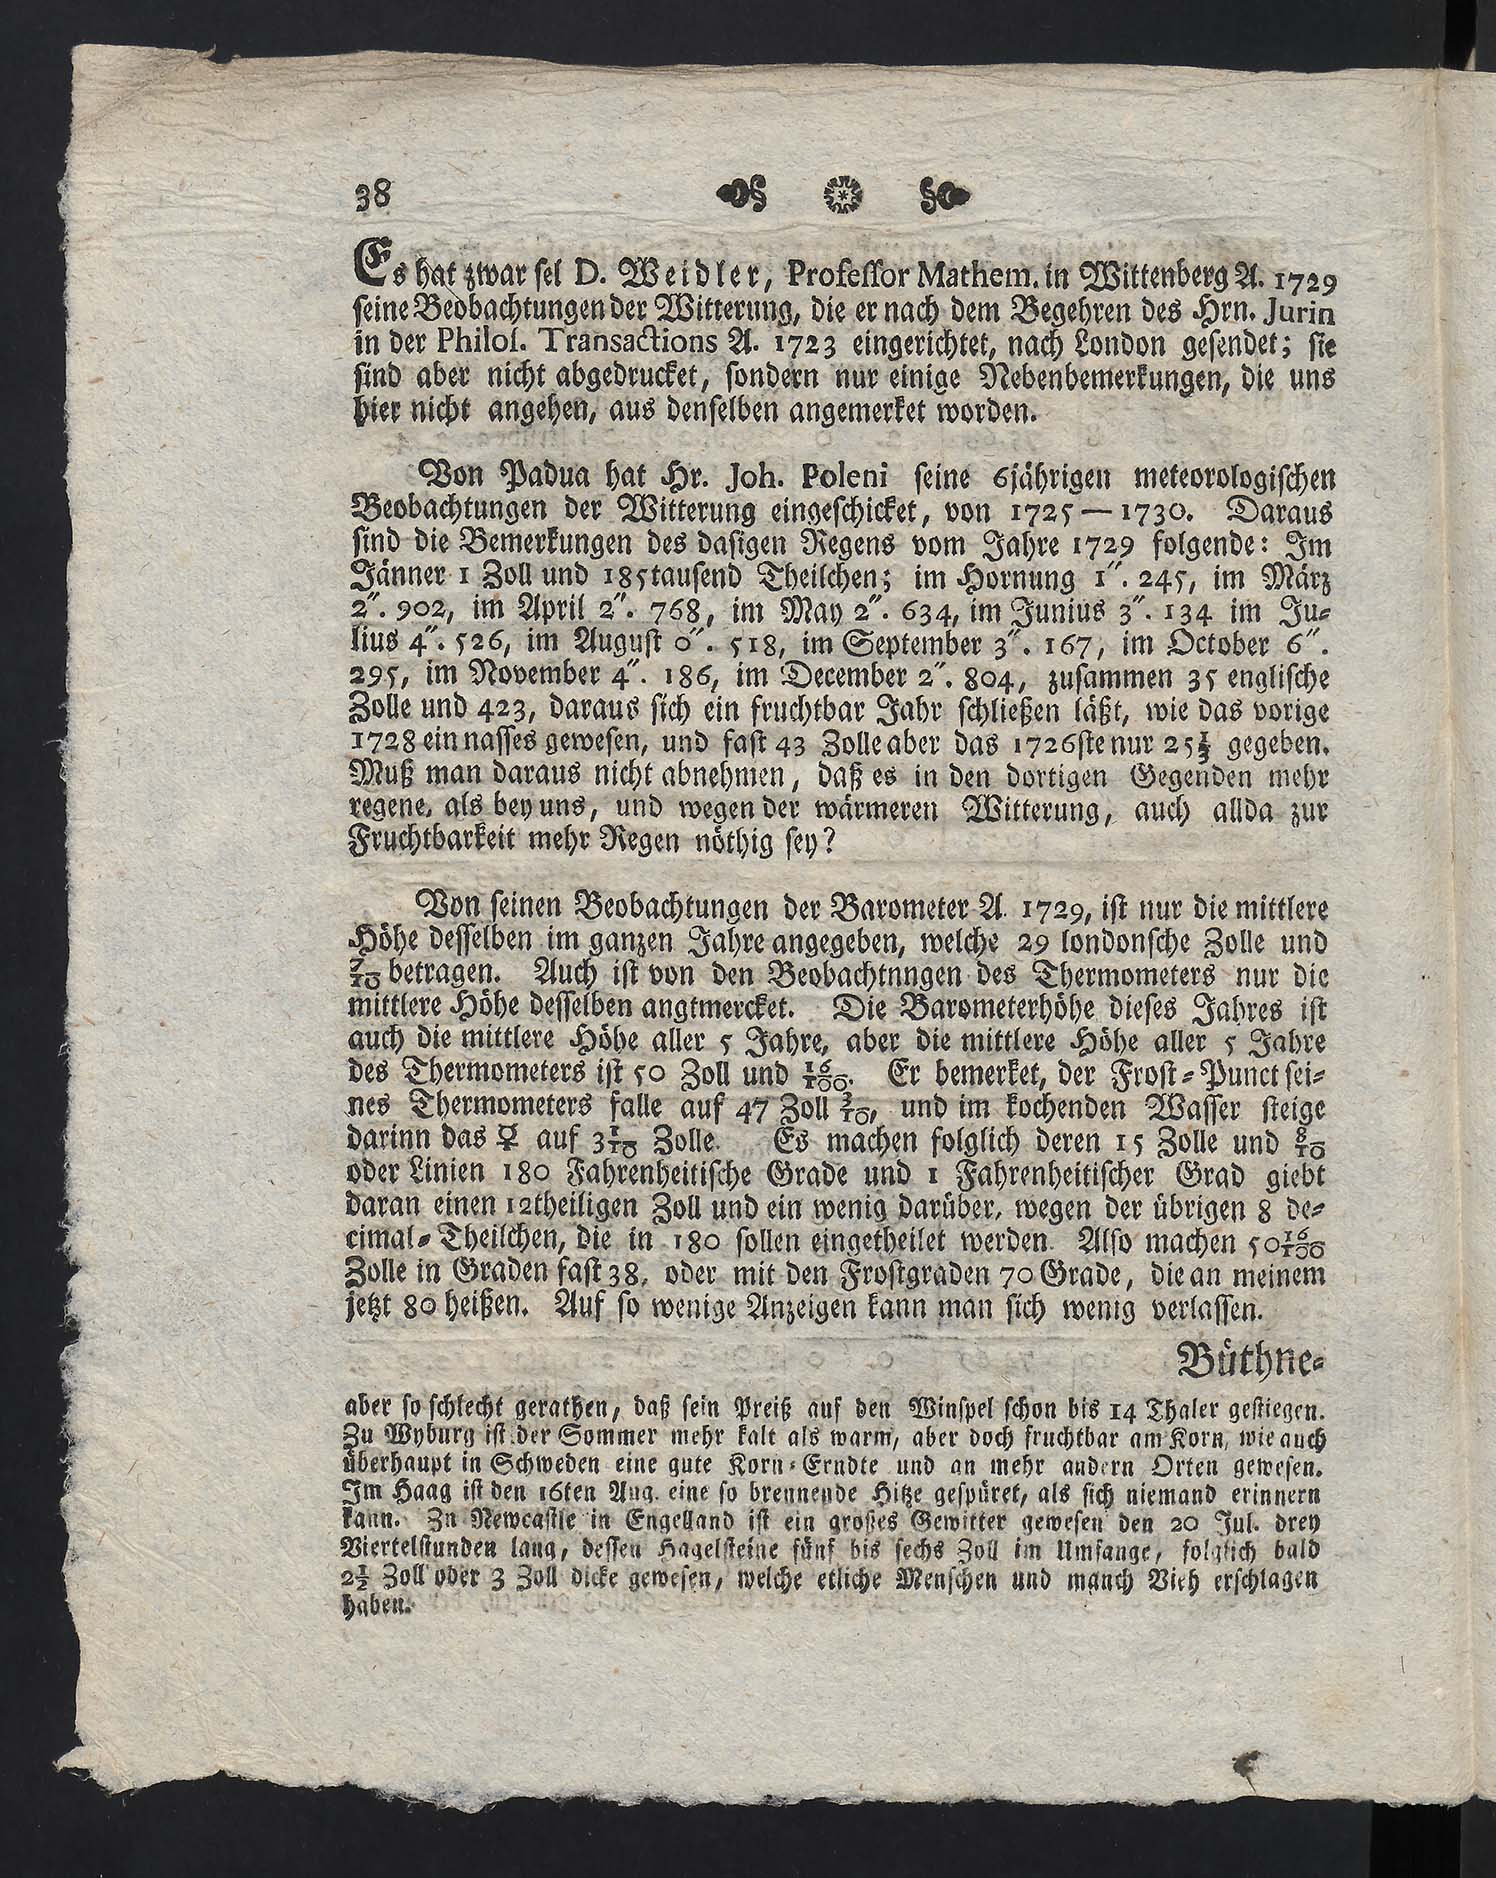 38
Es hat zwar sel D. Weidler, Professor Mathem. in Wittenberg A. 1729
seine Beobachtungen der Witterung, die er nach dem Begehren des Hrn. Jurin
in der Philos. Transactions A. 1723 eingerichtet, nach London gesendet; sie
sind aber nicht abgedrucket, sondern nur einige Nebenbemerkungen, die uns
hier nicht angehen, aus denselben angemerket worden.
Von Padua hat Hr. Joh. Poleni seine 6jährigen meteorologischen
Beobachtungen der Witterung eingeschicket, von 1725 — 1730. Daraus
sind die Bemerkungen des dasigen Regens vom Jahre 1729 folgende: Im
Jänner 1 Zoll und 185tausend Theilchen; im Hornung 1″. 245, im März
2″. 902, im April 2″. 768, im May 2″. 634, im Junius 3″. 134 im Ju-
lius 4″. 526, im August 0″. 518, im September 3″. 167, im October 6″.
295, im November 4″. 186, im December 2″. 804, zusammen 35 englische
Zolle und 423, daraus sich ein fruchtbar Jahr schließen läßt, wie das vorige
1728 ein nasses gewesen, und fast 43 Zolle aber das 1726ste nur 25⅓ gegeben.
Muß man daraus nicht abnehmen, daß es in den dortigen Gegenden mehr
regene, als bey uns, und wegen der wärmeren Witterung, auch allda zur
Fruchtbarkeit mehr Regen nöthig sey?
Von seinen Beobachtungen der Barometer A. 1729, ist nur die mittlere
Höhe desselben im ganzen Jahre angegeben, welche 29 londonsche Zolle und
7/10 betragen. Auch ist von den Beobachtnngen des Thermometers nur die
mittlere Höhe desselben angtmercket. Die Barometerhöhe dieses Jahres ist
auch die mittlere Höhe aller 5 Jahre, aber die mittlere Höhe aller 5 Jahre
des Thermometers ist 50 Zoll und 16/100. Er bemerket, der Frost-Punct sei-
nes Thermometers falle auf 47 Zoll 3/10, und im kochenden Wasser steige
darinn das ☿ auf 3 1/10 Zolle. Es machen folglich deren 15 Zolle und 8/10
oder Linien 180 Fahrenheitische Grade und 1 Fahrenheitischer Grad giebt
daran einen 12theiligen Zoll und ein wenig darüber, wegen der übrigen 8 de-
cimal-Theilchen, die in 180 sollen eingetheilet werden. Also machen 50 16/100
Zolle in Graden fast 38, oder mit den Frostgraden 70 Grade, die an meinem
jetzt 80 heißen. Auf so wenige Anzeigen kann man sich wenig verlassen.
Büthne-
aber so schlecht gerathen, daß sein Preiß auf den Winspel schon bis 14 Thaler gestiegen.
Zu Wyburg ist der Sommer mehr kalt als warm, aber doch fruchtbar am Korn, wie auch
überhaupt in Schweden eine gute Korn-Erndte und an mehr andern Orten gewesen.
Im Haag ist den 16ten Aug. eine so brennende Hitze gespüret, als sich niemand erinnern
kann. Zu Newcastle in Engelland ist ein großes Gewitter gewesen den 20 Jul. drey
Viertelstunden lang, dessen Hagelsteine fünf bis sechs Zoll im Umfange, folglich bald
2½ Zoll oder 3 Zoll dicke gewesen, welche etliche Menschen und manch Vieh erschlagen
haben.